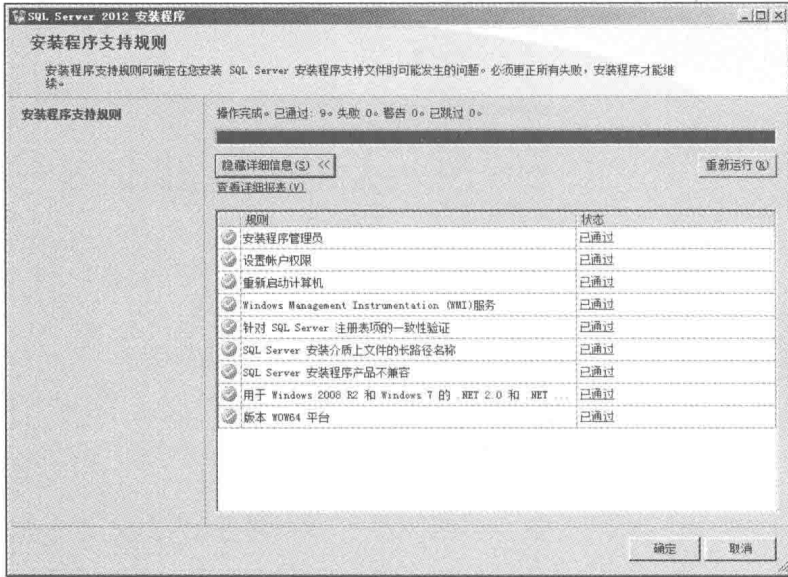 SQL Server 2012 安装程序
安装程序支持规则
安装程序支持规则可确定在您安装 SQL Server 安装程序支持文件时可能发生的问题。必须更正所有失败，安装程序才能继
续。
安装程序支持规则
操作完成。已通过: 9。失败 0。警告 0。已跳过 0。
隐藏详细信息(S) <<
重新运行(R)
查看详细报表(V)
规则 状态
安装程序管理员 已通过
设置帐户权限 已通过
重新启动计算机 已通过
Windows Management Instrumentation (WMI)服务 已通过
针对 SQL Server 注册表项的一致性验证 已通过
SQL Server 安装介质上文件的长路径名称 已通过
SQL Server 安装程序产品不兼容 已通过
用于 Windows 2008 R2 和 Windows 7 的 .NET 2.0 和 .NET ... 已通过
版本 WOW64 平台 已通过
确定
取消